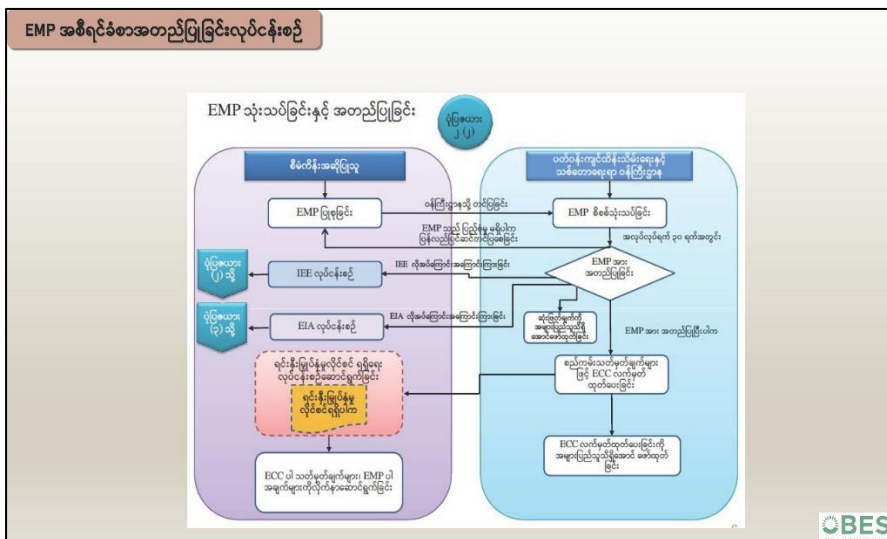 EMP အစီရင်ခံစာအတည်ပြုခြင်းလုပ်ငန်းစဉ်
EMP သုံးသပ်ခြင်းနှင့် အတည်ပြုခြင်း
ပုံပြဇယား
၂ (၂)
စီမံကိန်းအဆိုပြုသူ
ပတ်ဝန်းကျင်ထိန်းသိမ်းရေးနှင့်
သစ်တောရေးရာ ဝန်ကြီးဌာန
EMP ပြုစုခြင်း
ဝန်ကြီးဌာနသို့ တင်ပြခြင်း
EMP စိစစ်သုံးသပ်ခြင်း
EMP သည် ပြည့်စုံမှု မရှိပါက
ပြန်လည်ပြင်ဆင်တင်ပြစေခြင်း
အလုပ်လုပ်ရက် ၃၀ ရက်အတွင်း
EMP အား
အတည်ပြုခြင်း
ပုံပြဇယား
(၂) သို့
IEE လုပ်ငန်းစဉ်
IEE လိုအပ်ကြောင်းအကြောင်းကြားခြင်း
ပုံပြဇယား
(၃) သို့
EIA လုပ်ငန်းစဉ်
EIA လိုအပ်ကြောင်းအကြောင်းကြားခြင်း
ဆုံးဖြတ်ချက်ကို
အများပြည်သူသိရှိ
အောင်ဖော်ထုတ်ခြင်း
EMP အား အတည်ပြုပြီးပါက
ရင်းနှီးမြှုပ်နှံမှုလိုင်စင် ရရှိရေး
လုပ်ငန်းစဉ်ဆောင်ရွက်ခြင်း
ရင်းနှီးမြှုပ်နှံမှု
လိုင်စင်ရရှိပါက
စည်ကမ်းသတ်မှတ်ချက်များ
ဖြင့် ECC လက်မှတ်
ထုတ်ပေးခြင်း
ECC ပါ သတ်မှတ်ချက်များ၊ EMP ပါ
အချက်များကိုလိုက်နာဆောင်ရွက်ခြင်း
ECC လက်မှတ်ထုတ်ပေးခြင်းကို
အများပြည်သူသိရှိအောင် ဖော်ထုတ်
ခြင်း
OBES